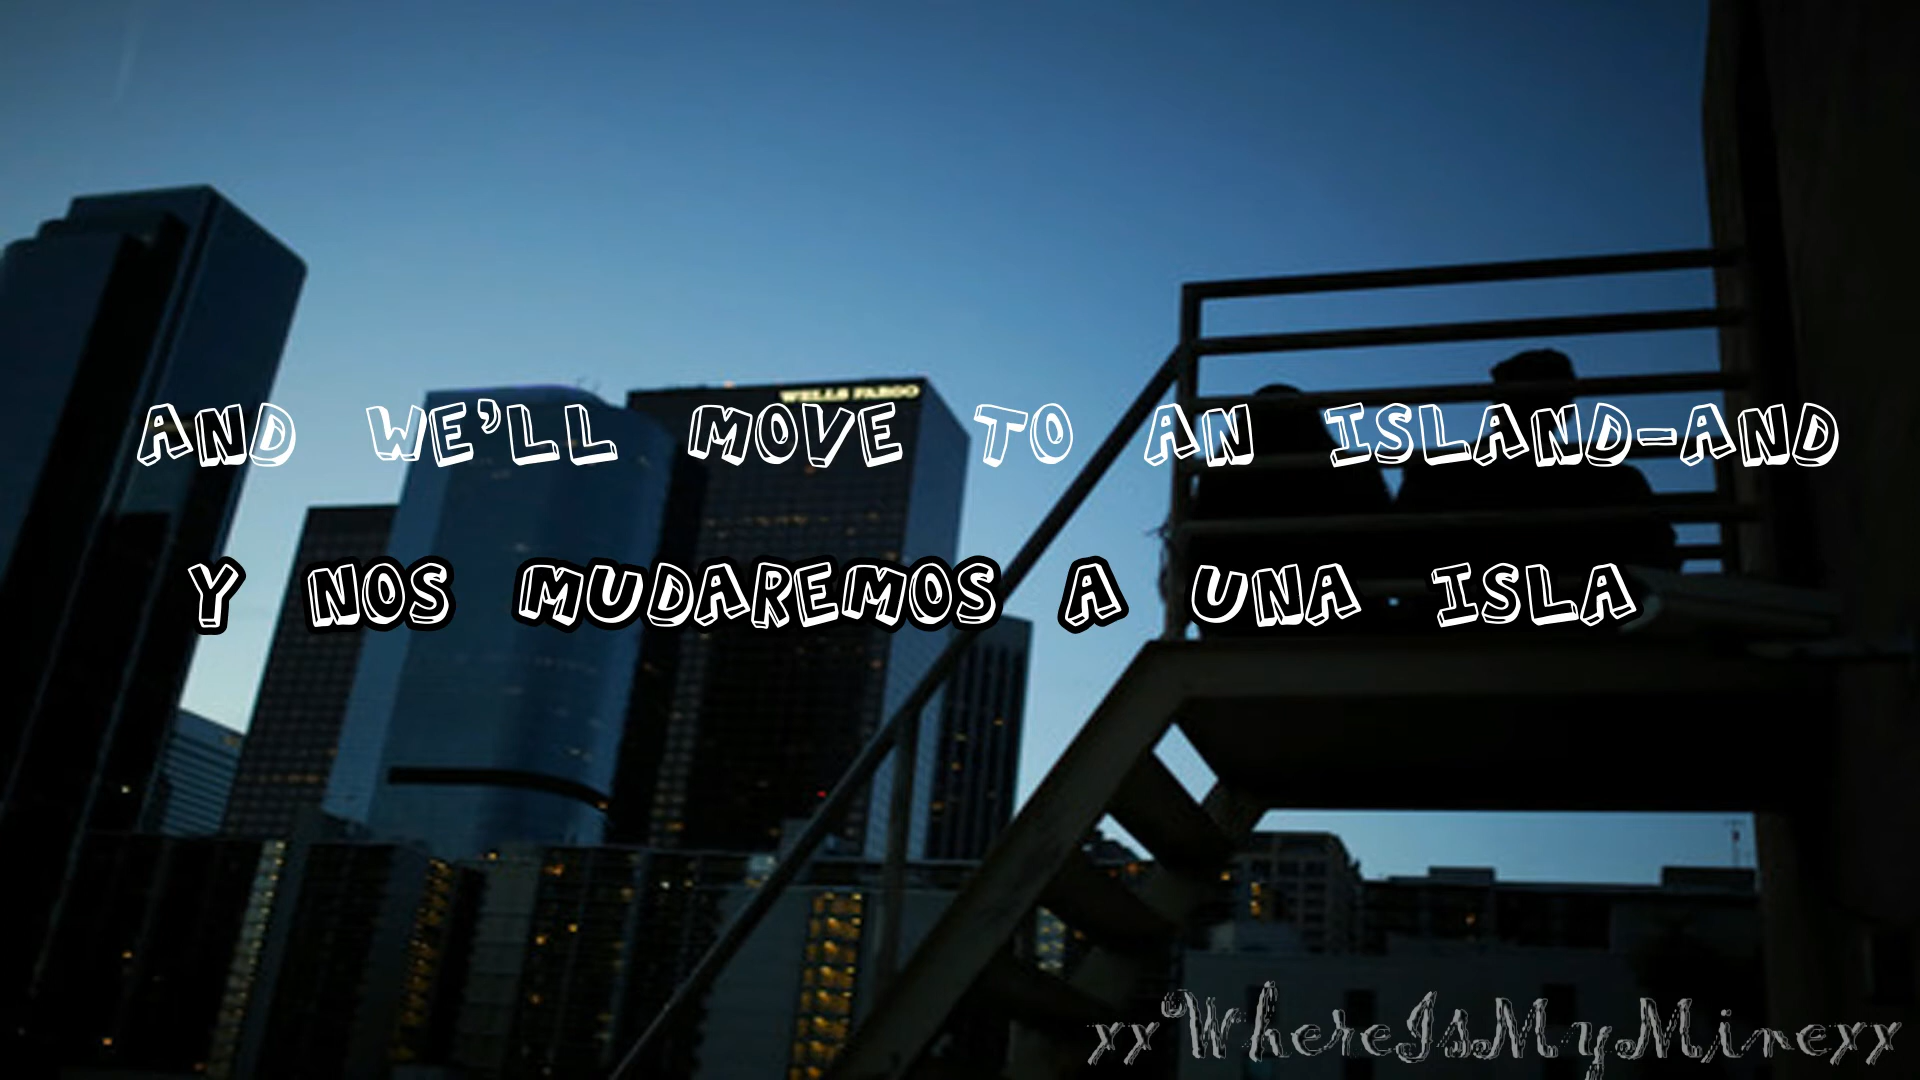 WELLS FARGO
AND WE'LL MOVE TO AN ISLAND-AND
Y NOS MUDAREMOS A UNA ISLA
xxWhereIsMyMinexx